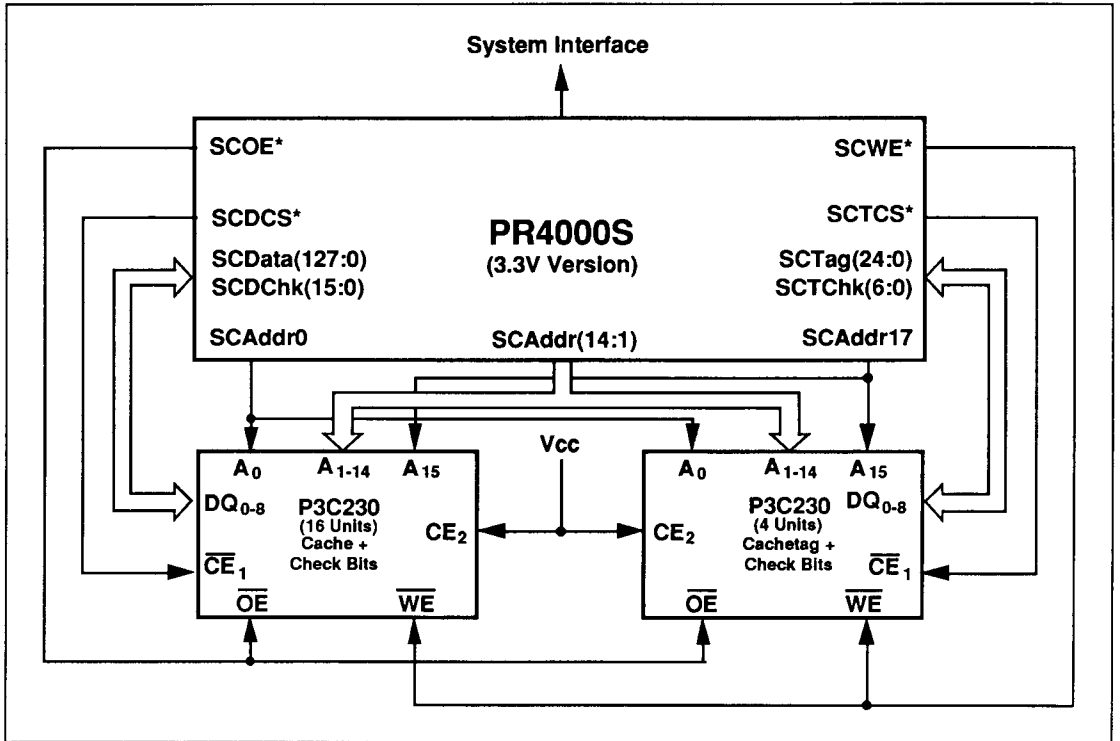 System Interface
SCOE*
SCWE*
SCDCS*
SCTCS*
PR4000S
(3.3V Version)
SCData(127:0)
SCDChk(15:0)
SCTag(24:0)
SCTChk(6:0)
SCAddr0
SCAddr(14:1)
SCAddr17
Vcc
A0
A1-14
A15
DQ0-8
P3C230
(16 Units)
Cache +
Check Bits
CE2
CE1
OE
WE
A0
A1-14
A15
DQ0-8
P3C230
(4 Units)
Cachetag +
Check Bits
CE2
CE1
OE
WE